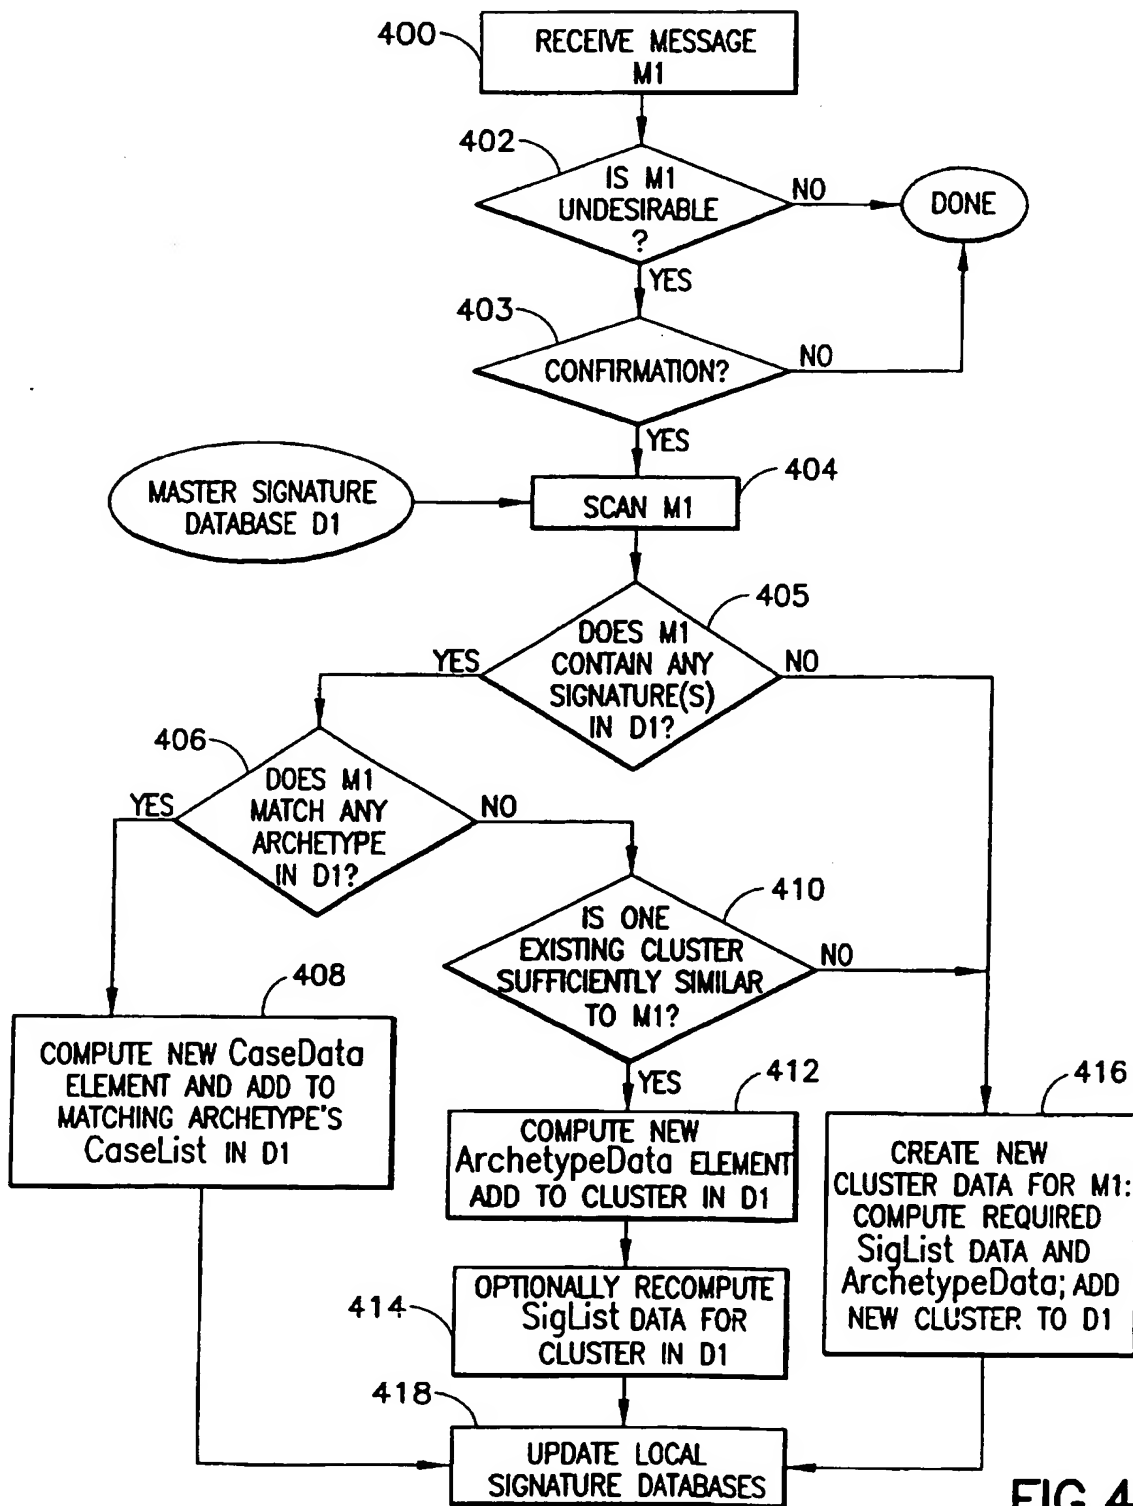 400
RECEIVE MESSAGE
M1
402
IS M1
UNDESIRABLE
?
NO
DONE
YES
403
CONFIRMATION?
NO
YES
MASTER SIGNATURE
DATABASE D1
404
SCAN M1
405
DOES M1
CONTAIN ANY
SIGNATURE(S)
IN D1?
YES
NO
406
DOES M1
MATCH ANY
ARCHETYPE
IN D1?
YES
NO
410
IS ONE
EXISTING CLUSTER
SUFFICIENTLY SIMILAR
TO M1?
NO
YES
408
COMPUTE NEW CaseData
ELEMENT AND ADD TO
MATCHING ARCHETYPE'S
CaseList IN D1
412
COMPUTE NEW
ArchetypeData ELEMENT
ADD TO CLUSTER IN D1
416
CREATE NEW
CLUSTER DATA FOR M1:
COMPUTE REQUIRED
SigList DATA AND
ArchetypeData; ADD
NEW CLUSTER TO D1
414
OPTIONALLY RECOMPUTE
SigList DATA FOR
CLUSTER IN D1
418
UPDATE LOCAL
SIGNATURE DATABASES
FIG.4